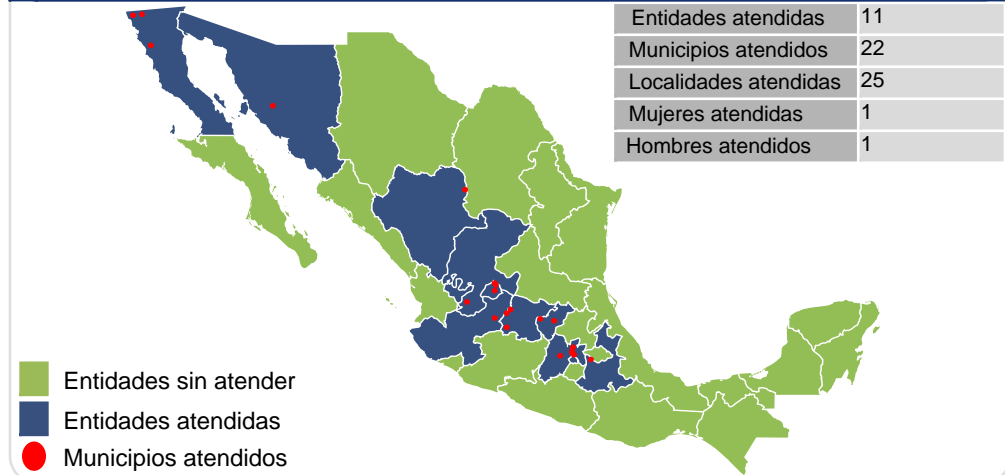 Entidades atendidas 11
Municipios atendidos 22
Localidades atendidas 25
Mujeres atendidas 1
Hombres atendidos 1
Entidades sin atender
Entidades atendidas
Municipios atendidos